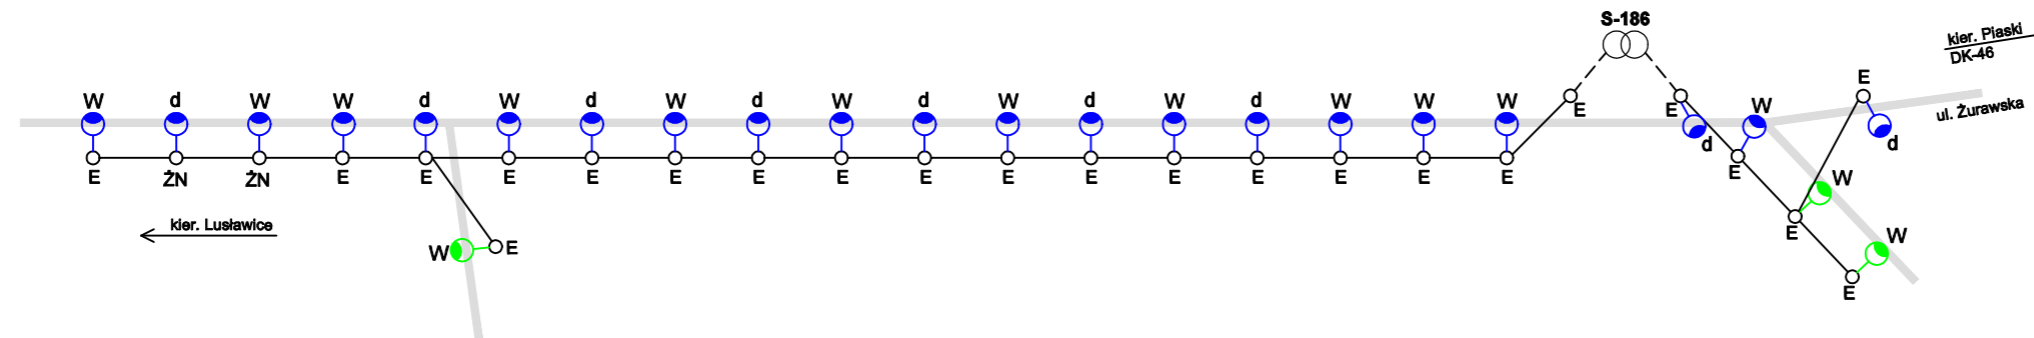 S-186
kier. Piaski
DK-46
ul. Żurawska
W d W W d W d W d W d W d W d W W W
E ŻN ŻN E E E E E E E E E E E E E E E
kier. Lusławice
W E
E
E d
W
E
E d
W
E
W
E